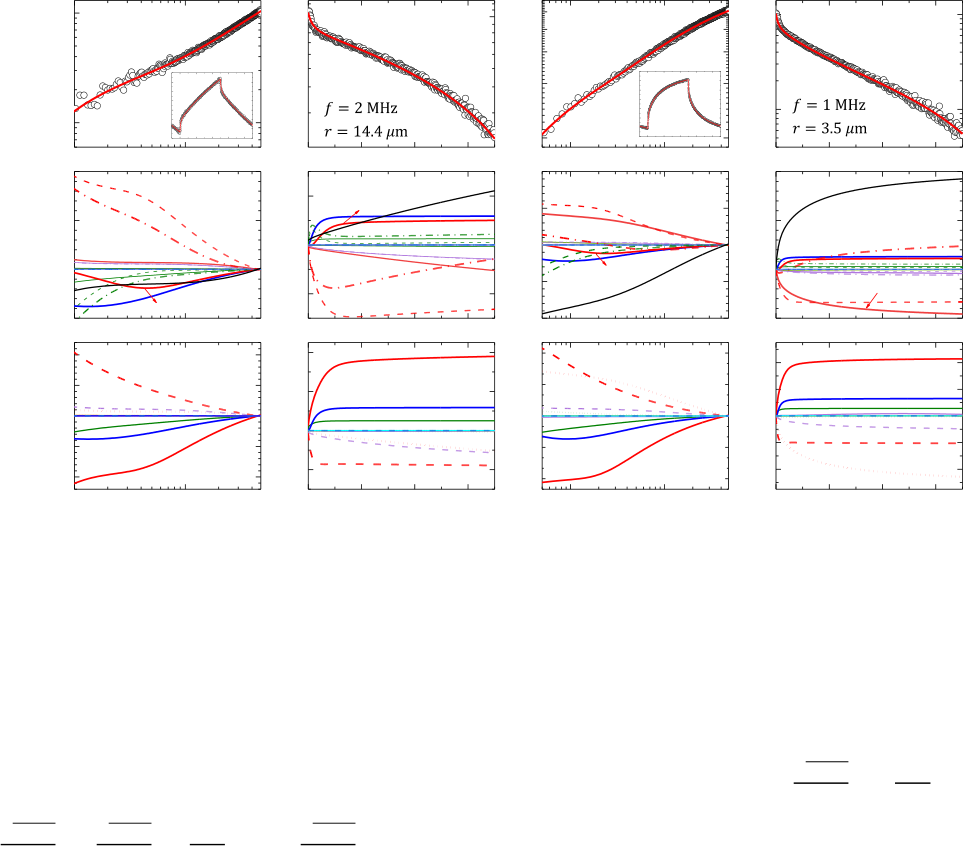 f = 2 MHz
r = 14.4 μm
f = 1 MHz
r = 3.5 μm